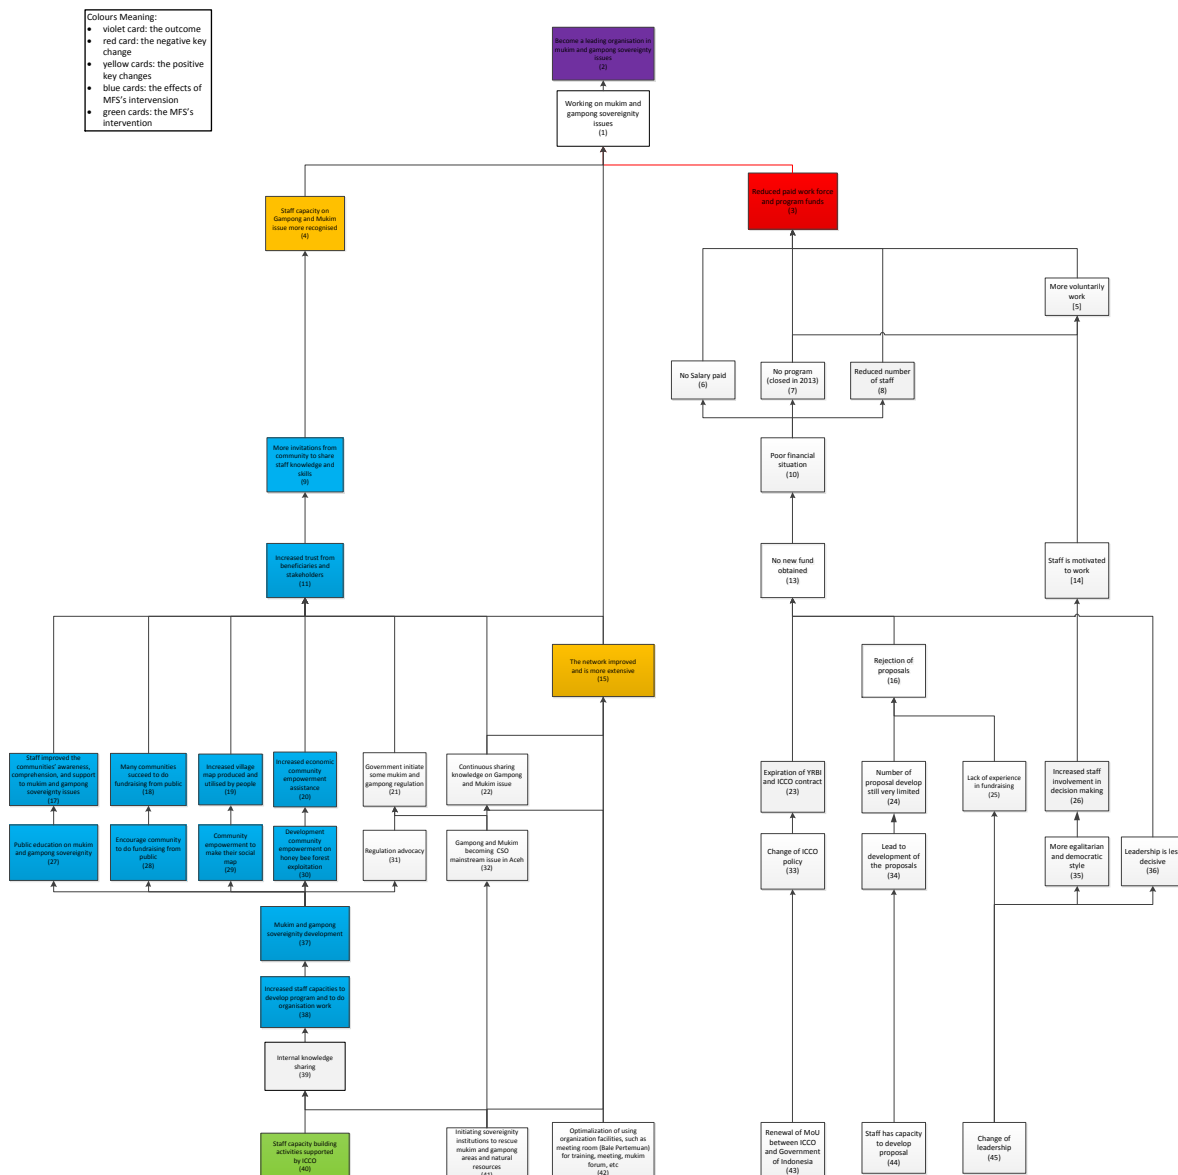 Colours Meaning:
• violet card: the outcome
• red card: the negative key
change
• yellow cards: the positive
key changes
• blue cards: the effects of
MFS's intervension
• green cards: the MFS's
intervention
Become a leading organisation in
mukim and gampong sovereignty
issues
(2)
Working on mukim and
gampong sovereignity
issues
(1)
Reduced paid work force
and program funds
(3)
Staff capacity on
Gampong and Mukim
issue more recognised
(4)
More voluntarily
work
[5]
No Salary paid
(6)
No program
(closed in 2013)
(7)
Reduced number
of staff
(8)
More invitations from
community to share
staff knowledge and
skills
(9)
Poor financial
situation
(10)
Increased trust from
beneficiaries and
stakeholders
(11)
No new fund
obtained
(13)
Staff is motivated
to work
[14]
The network improved
and is more extensive
(15)
Rejection of
proposals
(16)
Staff improved the
communities' awareness,
comprehension, and support
to mukim and gampong
sovereignty issues
(17)
Many communities
succeed to do
fundraising from public
(18)
Increased village
map produced and
utilised by people
(19)
Increased economic
community
empowerment
assistance
(20)
Government initiate
some mukim and
gampong regulation
(21)
Continuous sharing
knowledge on Gampong
and Mukim issue
(22)
Expiration of YRBI
and ICCO contract
(23)
Number of
proposal develop
still very limited
(24)
Lack of experience
in fundraising
(25)
Increased staff
involvement in
decision making
(26)
Public education on mukim
and gampong sovereignty
(27)
Encourage community
to do fundraising from
public
(28)
Community
empowerment to
make their social
map
(29)
Development
community
empowerment on
honey bee forest
exploitation
(30)
Regulation advocacy
(31)
Gampong and Mukim
becoming CSO
mainstream issue in Aceh
(32)
Change of ICCO
policy
(33)
Lead to
development of
the proposals
(34)
More egalitarian
and democratic
style
(35)
Leadership is les
decisive
(36)
Mukim and gampong
sovereignity development
(37)
Increased staff capacities to
develop program and to do
organisation work
(38)
Internal knowledge
sharing
(39)
Staff capacity building
activities supported
by ICCO
(40)
Initiating sovereignty
institutions to rescue
mukim and gampong
areas and natural
resources
(41)
Optimalization of using
organization facilities, such as
meeting room (Bale Pertemuan)
for training, meeting, mukim
forum, etc
(42)
Renewal of MoU
between ICCO and
Government of
Indonesia
(43)
Staff has capacity to
develop proposal
(44)
Change of
leadership
(45)